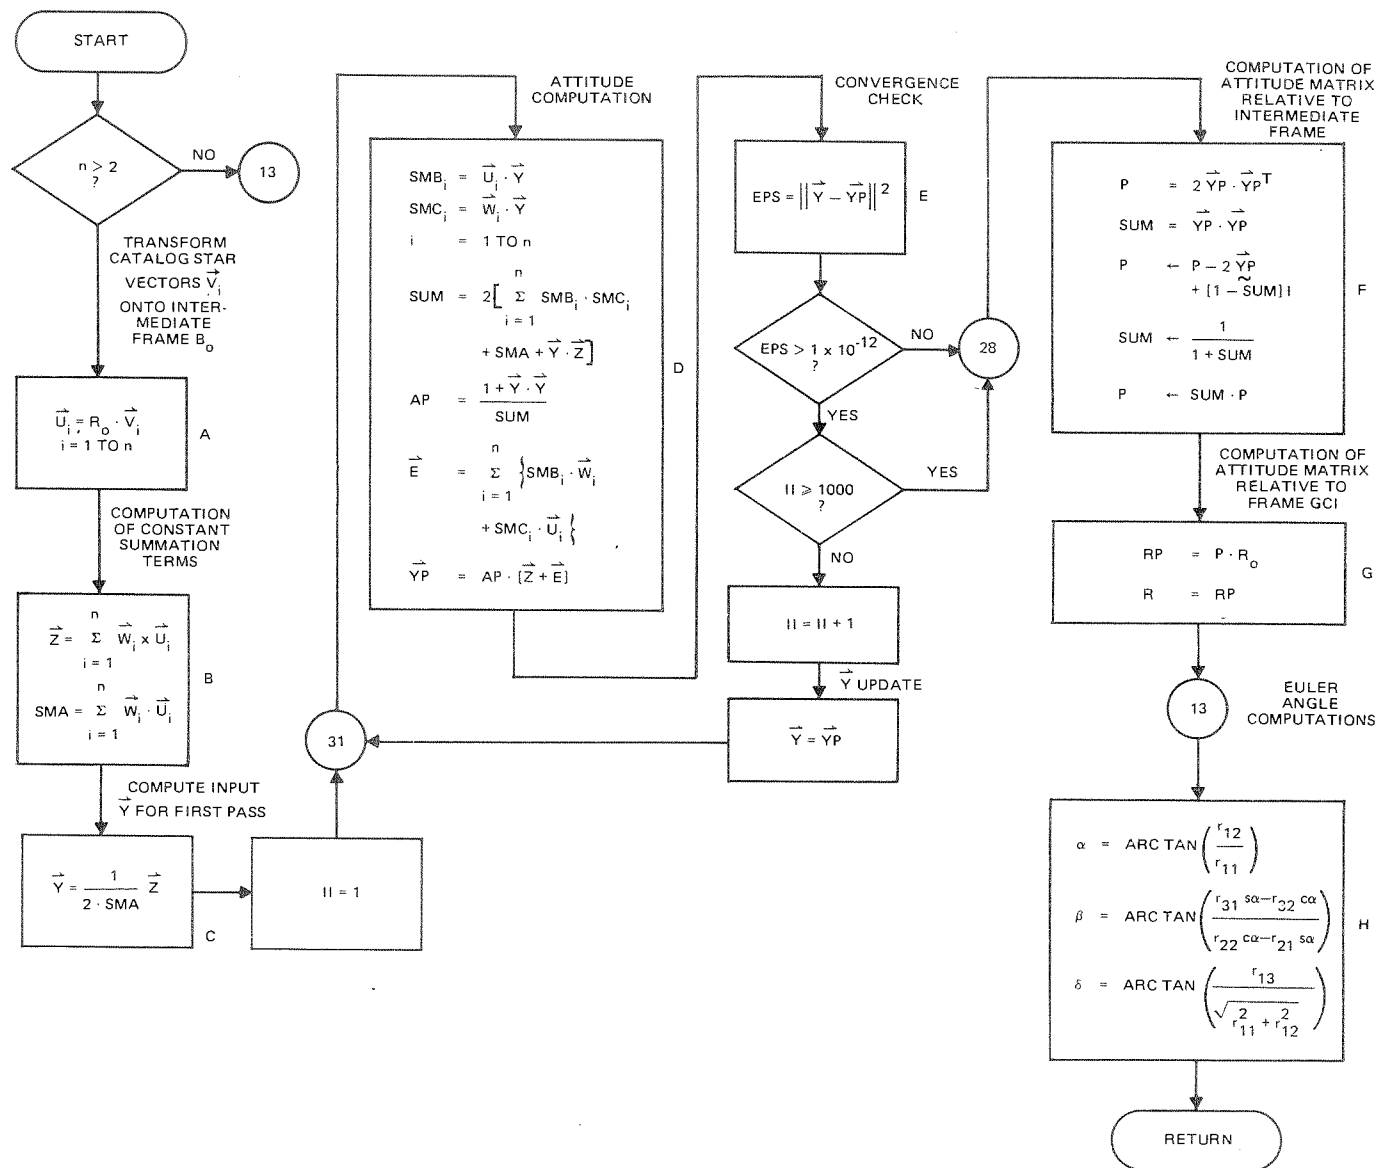 START
n > 2
?
NO
13
TRANSFORM
CATALOG STAR
VECTORS V⃗i
ONTO INTER-
MEDIATE
FRAME Bo
U⃗i = Ro · V⃗i
i = 1 TO n
A
COMPUTATION
OF CONSTANT
SUMMATION
TERMS
n
Z⃗ = Σ W⃗i x U⃗i
i = 1
n
SMA = Σ W⃗i · U⃗i
i = 1
B
COMPUTE INPUT
Y⃗ FOR FIRST PASS
1
Y⃗ = Z⃗
2 · SMA
C
II = 1
31
ATTITUDE
COMPUTATION
SMBi = U⃗i · Y⃗
SMCi = W⃗i · Y⃗
i = 1 TO n
n
SUM = 2[ Σ SMBi · SMCi
i = 1
+ SMA + Y⃗ · Z⃗]
1 + Y⃗ · Y⃗
AP =
SUM
n
E⃗ = Σ {SMBi · W⃗i
i = 1
+ SMCi · U⃗i {
YP⃗ = AP · [Z⃗ + E⃗]
D
CONVERGENCE
CHECK
EPS = ||Y⃗ – YP⃗||²
E
EPS > 1 x 10⁻¹²
?
NO
28
YES
II ⩾ 1000
?
YES
NO
II = II + 1
Y⃗ UPDATE
Y⃗ = YP⃗
COMPUTATION OF
ATTITUDE MATRIX
RELATIVE TO
INTERMEDIATE
FRAME
P = 2 YP⃗ · YP⃗ᵀ
SUM = YP⃗ · YP⃗
P ← P – 2 YP⃗
~
+ [1 – SUM] I
1
SUM ←
1 + SUM
P ← SUM · P
F
COMPUTATION OF
ATTITUDE MATRIX
RELATIVE TO
FRAME GCI
RP = P · Ro
R = RP
G
13
EULER
ANGLE
COMPUTATIONS
α = ARC TAN (r12 / r11)
β = ARC TAN (r31 sα–r32 cα / r22 cα–r21 sα)
δ = ARC TAN (r13 / √r²11 + r²12)
H
RETURN